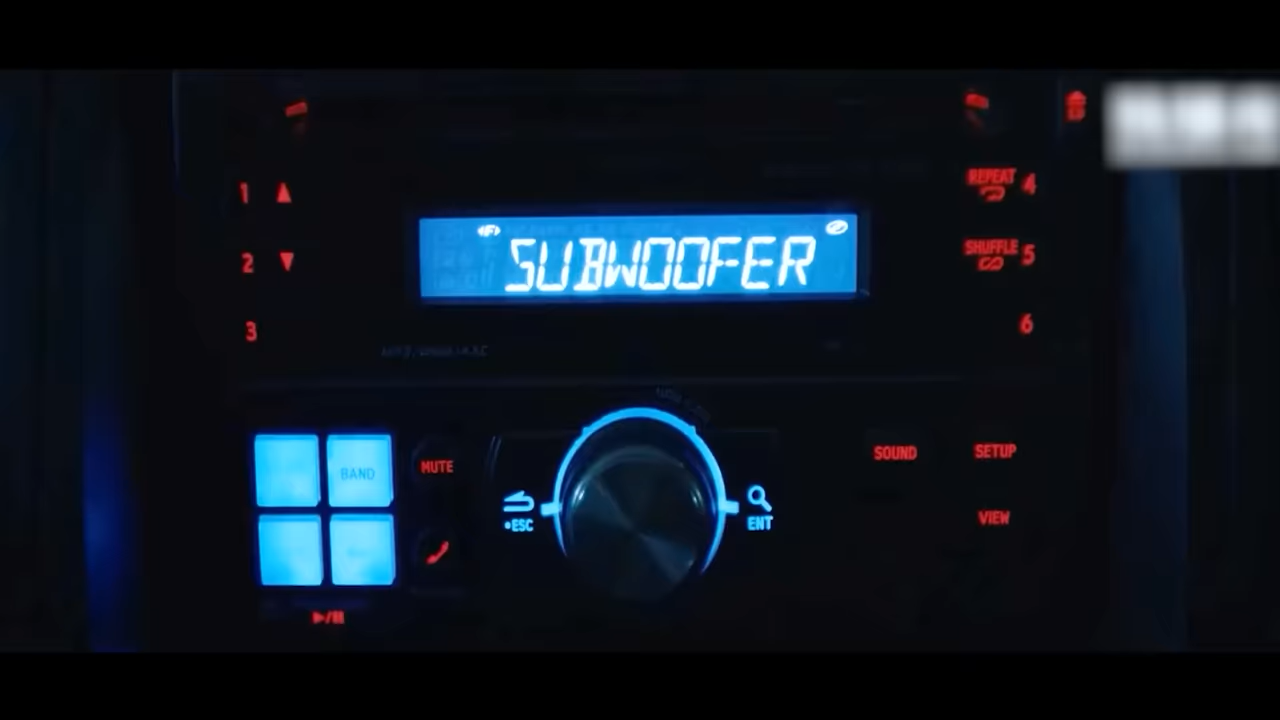 1
REPEAT 4
SUBWOOFER
2
SHUFFLE 5
3
6
BAND
MUTE
SOUND
SETUP
•ESC
ENT
VIEW